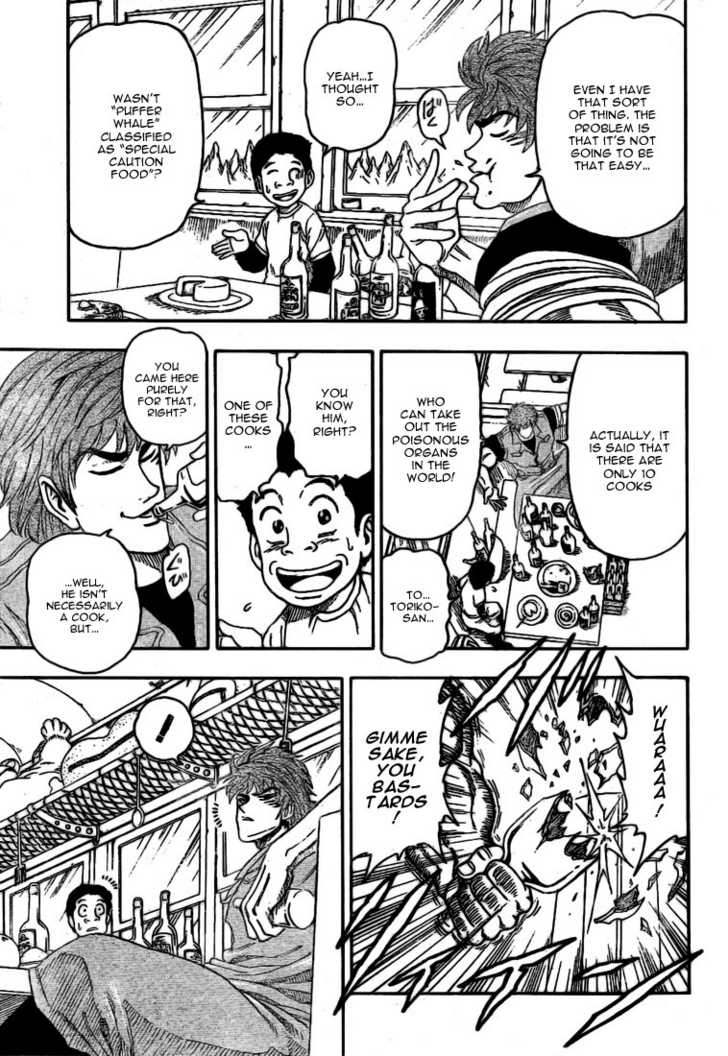 EVEN I HAVE
THAT SORT
OF THING. THE
PROBLEM IS
THAT IT'S NOT
GOING TO BE
THAT EASY...
YEAH...I
THOUGHT
SO...
WASN'T
"PUFFER
WHALE"
CLASSIFIED
AS "SPECIAL
CAUTION
FOOD"?
ACTUALLY, IT
IS SAID THAT
THERE ARE
ONLY 10
COOKS
WHO
CAN TAKE
OUT THE
POISONOUS
ORGANS
IN THE
WORLD!
TO...
TORIKO-
SAN...
YOU
KNOW
HIM,
RIGHT?
ONE OF
THESE
COOKS
...
YOU
CAME HERE
PURELY
FOR THAT,
RIGHT?
...WELL,
HE ISN'T
NECESSARILY
A COOK,
BUT...
WUARAAA!
GIMME
SAKE,
YOU
BAS-
TARDS
!
!